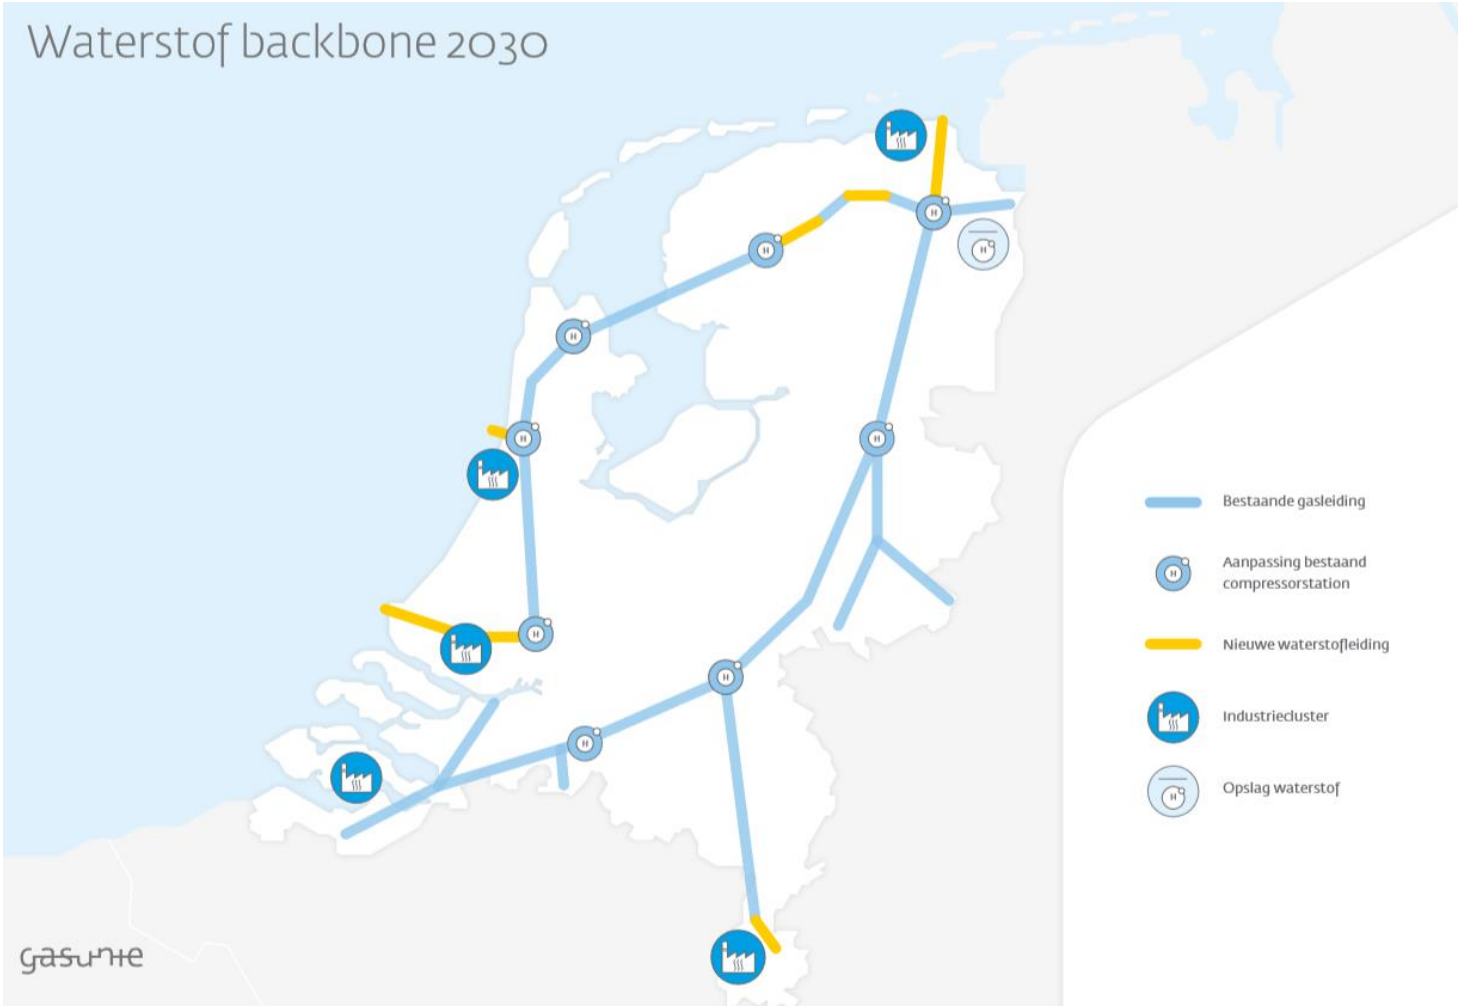 Waterstof backbone 2030
H
H
H
H
H
H
H
H
H
Bestaande gasleiding
H
Aanpassing bestaand
compressorstation
Nieuwe waterstofleiding
Industriecluster
H
Opslag waterstof
gasunie